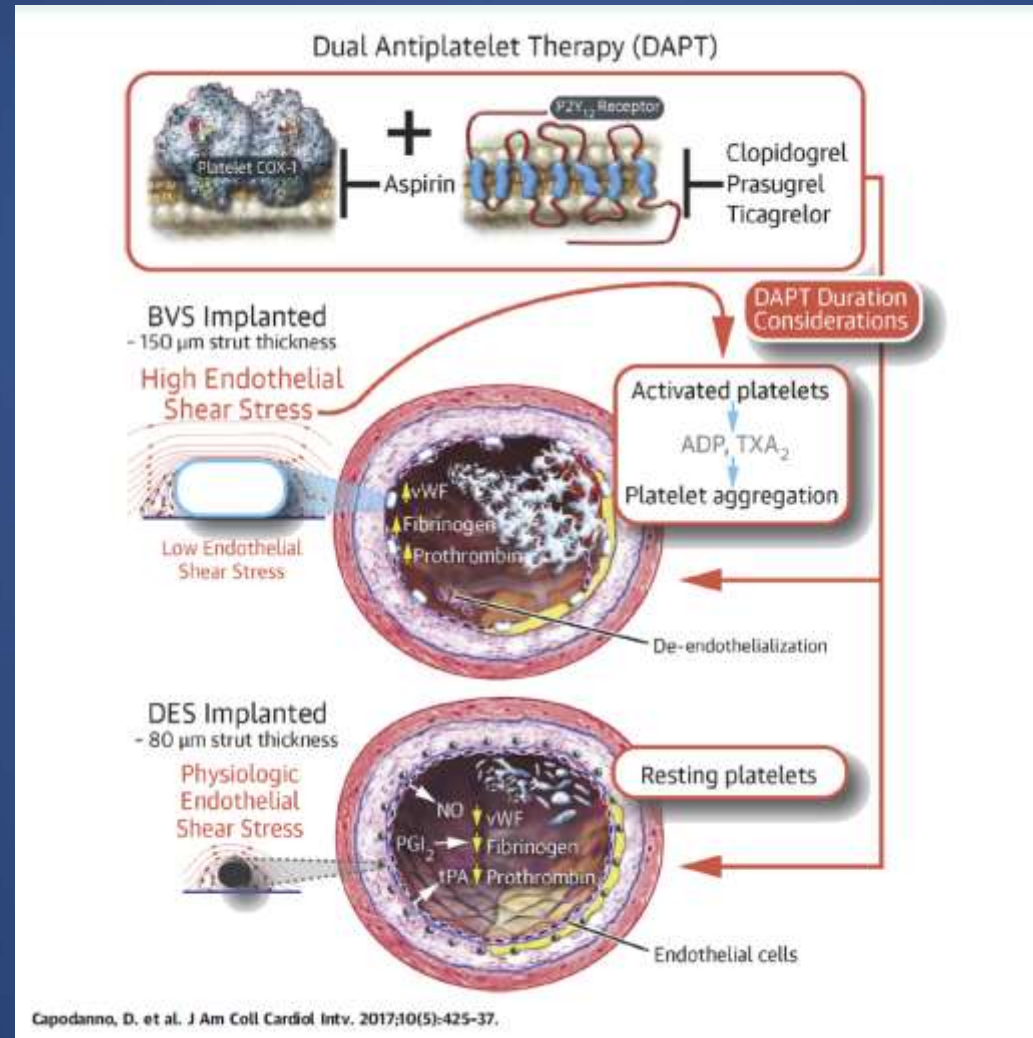 Dual Antiplatelet Therapy (DAPT)
Platelet COX-1
+
Aspirin
P2Y12 Receptor
Clopidogrel
Prasugrel
Ticagrelor
DAPT Duration
Considerations
BVS Implanted
~ 150 µm strut thickness
High Endothelial
Shear Stress
Low Endothelial
Shear Stress
vWF
Fibrinogen
Prothrombin
Activated platelets
ADP, TXA2
Platelet aggregation
De-endothelialization
DES Implanted
~ 80 µm strut thickness
Physiologic
Endothelial
Shear Stress
NO
vWF
PGI2
Fibrinogen
tPA
Prothrombin
Resting platelets
Endothelial cells
Capodanno, D. et al. J Am Coll Cardiol Intv. 2017;10(5):425-37.